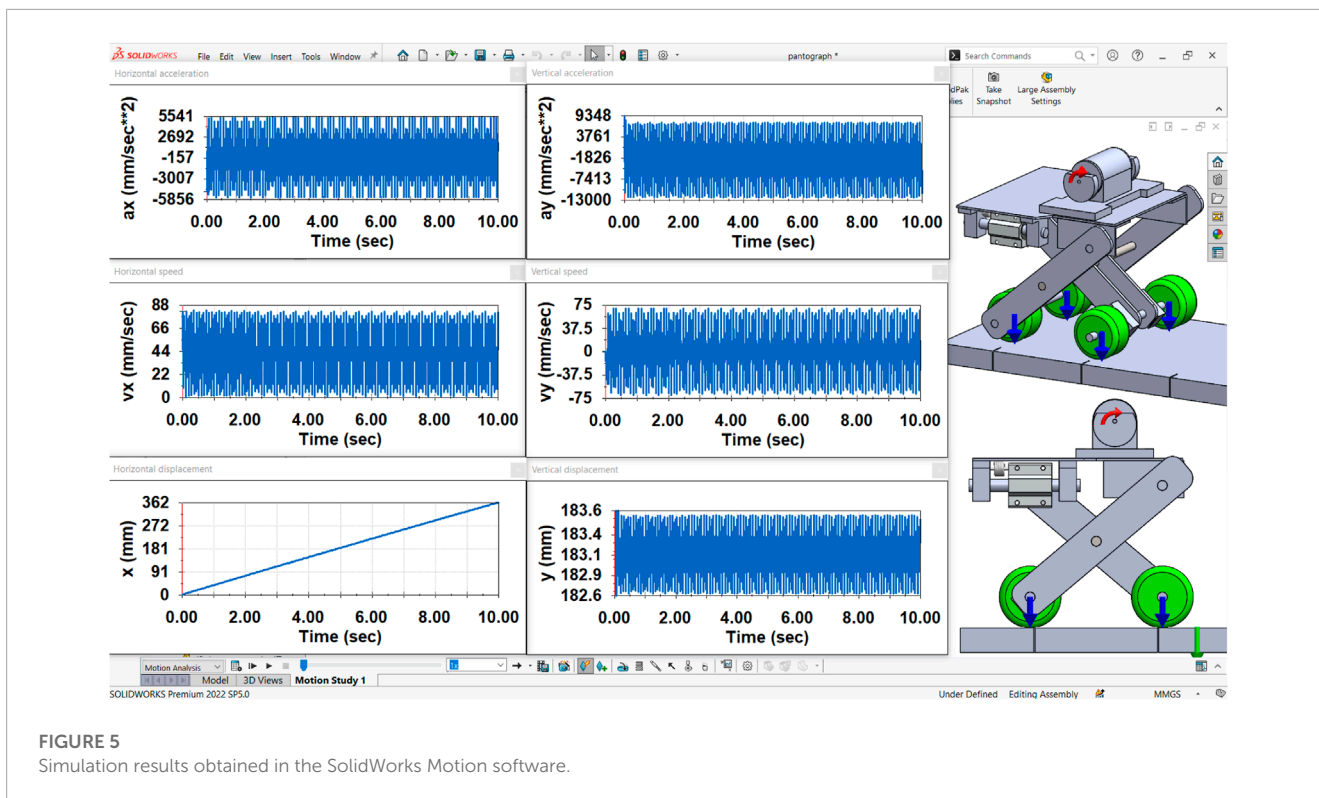 SOLIDWORKS File Edit View Insert Tools Window pantograph * Search Commands
Horizontal acceleration
ax (mm/sec**2)
5541
2692
-157
-3007
-5856
0.00 2.00 4.00 6.00 8.00 10.00
Time (sec)
Vertical acceleration
ay (mm/sec**2)
9348
3761
-1826
-7413
-13000
0.00 2.00 4.00 6.00 8.00 10.00
Time (sec)
Take Large Assembly
Snapshot Settings
Horizontal speed
vx (mm/sec)
88
66
44
22
0
0.00 2.00 4.00 6.00 8.00 10.00
Time (sec)
Vertical speed
vy (mm/sec)
75
37.5
0
-37.5
-75
0.00 2.00 4.00 6.00 8.00 10.00
Time (sec)
Horizontal displacement
x (mm)
362
272
181
91
0
0.00 2.00 4.00 6.00 8.00 10.00
Time (sec)
Vertical displacement
y (mm)
183.6
183.4
183.1
182.9
182.6
0.00 2.00 4.00 6.00 8.00 10.00
Time (sec)
Motion Analysis
Model 3D Views Motion Study 1
SOLIDWORKS Premium 2022 SP5.0 Under Defined Editing Assembly MMGS
FIGURE 5
Simulation results obtained in the SolidWorks Motion software.